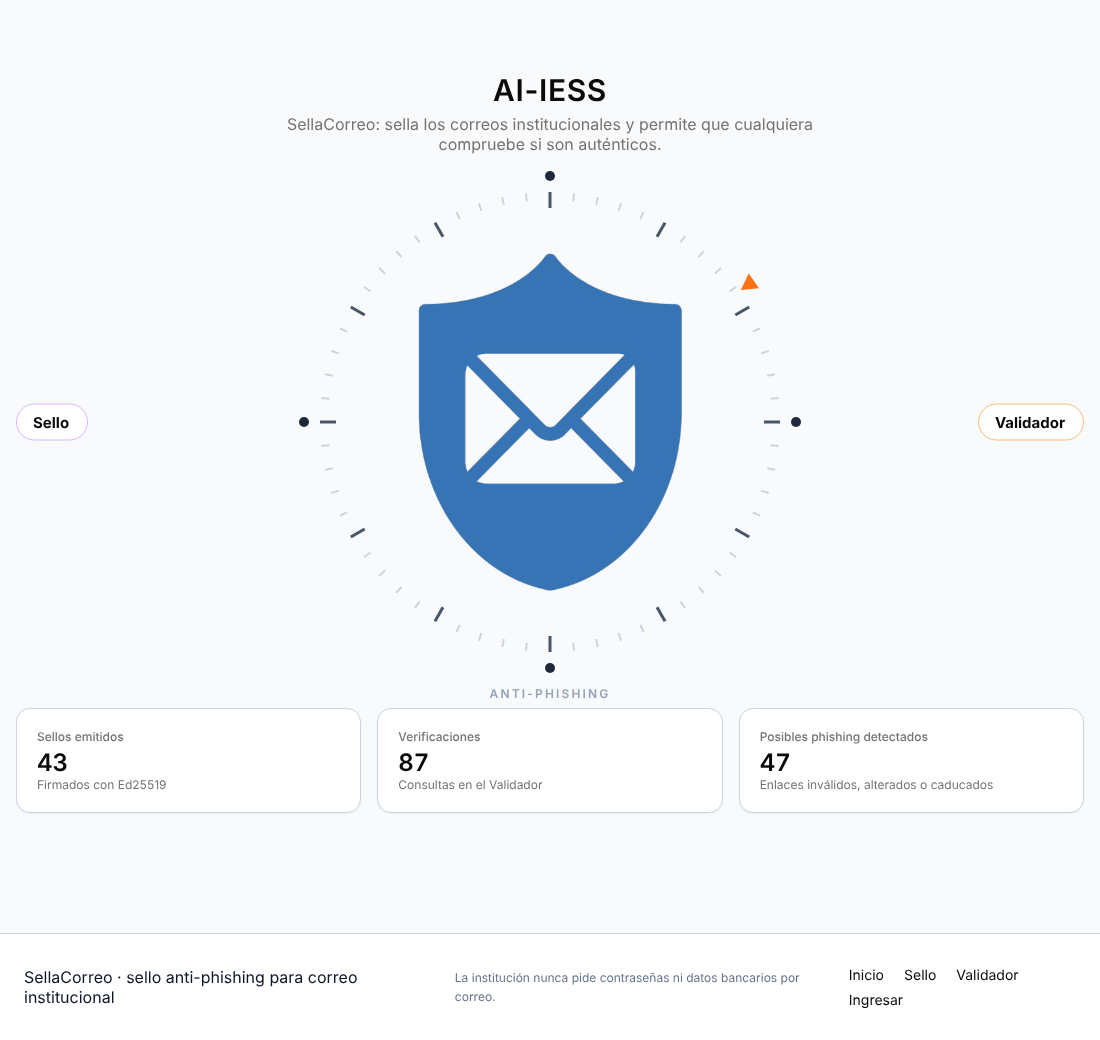 AI-IESS
SellaCorreo: sella los correos institucionales y permite que cualquiera
compruebe si son auténticos.
Sello
Validador
ANTI-PHISHING
Sellos emitidos
43
Firmados con Ed25519
Verificaciones
87
Consultas en el Validador
Posibles phishing detectados
47
Enlaces inválidos, alterados o caducados
SellaCorreo · sello anti-phishing para correo
institucional
La institución nunca pide contraseñas ni datos bancarios por
correo.
Inicio Sello Validador
Ingresar